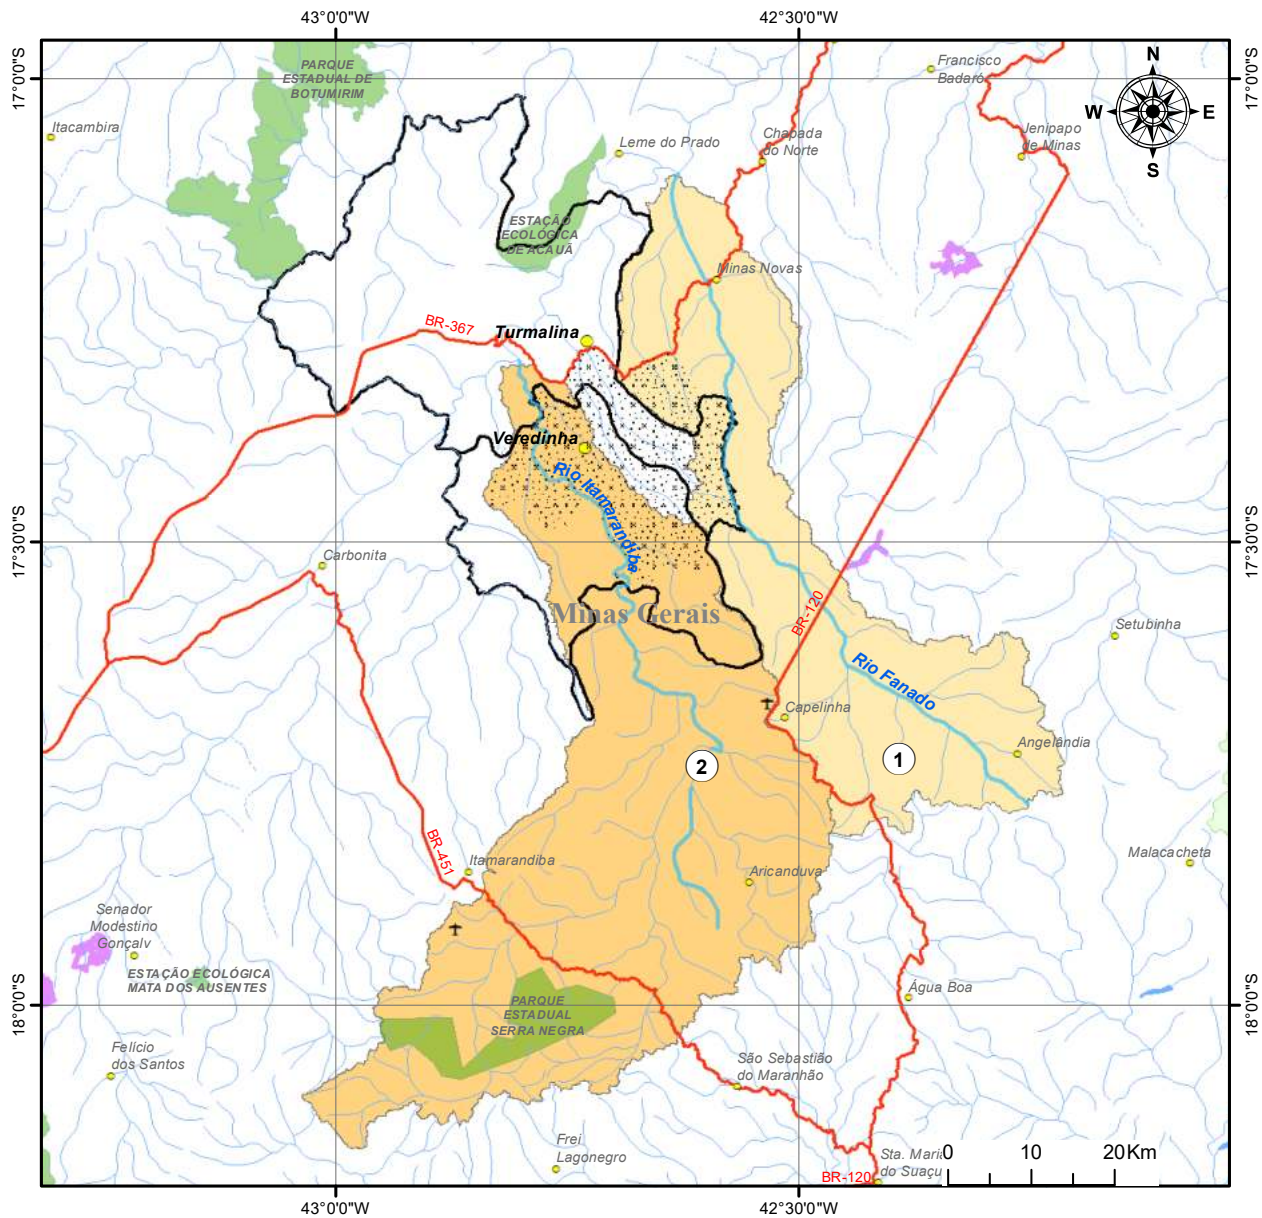 43°0'0"W
42°30'0"W
17°0'0"S
17°0'0"S
N
W
E
S
PARQUE
ESTADUAL DE
BOTUMIRIM
Francisco
Badaró
Itacambira
Leme do Prado
Chapada
do Norte
Jenipapo
de Minas
ESTAÇÃO
ECOLÓGICA
DE ACAUÃ
Minas Novas
BR-367
Turmalina
Veredinha
Rio Itamarandiba
17°30'0"S
17°30'0"S
Carbonita
Minas Gerais
BR-120
Setubinha
Rio Fanado
Capelinha
Angelândia
2
1
BR-451
Itamarandiba
Aricanduva
Malacacheta
Senador
Modestino
Gonçalv
ESTAÇÃO ECOLÓGICA
MATA DOS AUSENTES
Água Boa
PARQUE
ESTADUAL
SERRA NEGRA
18°0'0"S
18°0'0"S
Felício
dos Santos
São Sebastião
do Maranhão
Frei
Lagonegro
Sta. Mari
do Suaçu
BR-120
0
10
20Km
43°0'0"W
42°30'0"W